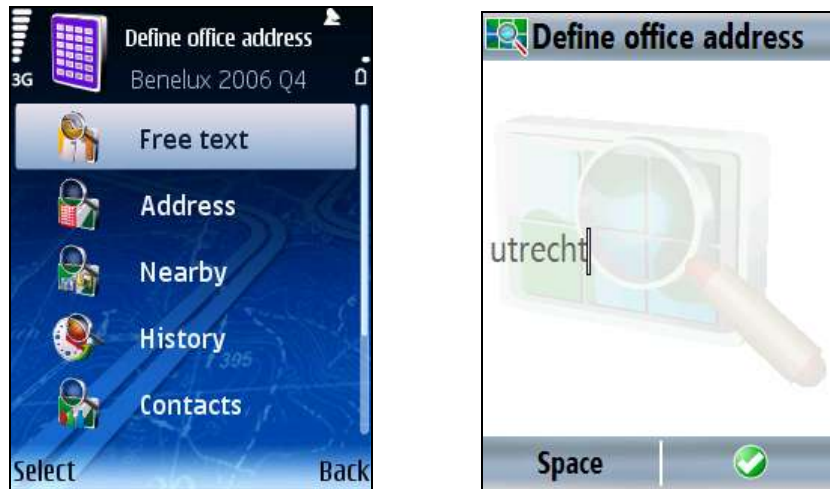 Define office address
3G
Benelux 2006 Q4
Free text
Address
Nearby
History
395
Contacts
Select Back
Define office address
utrecht
Space